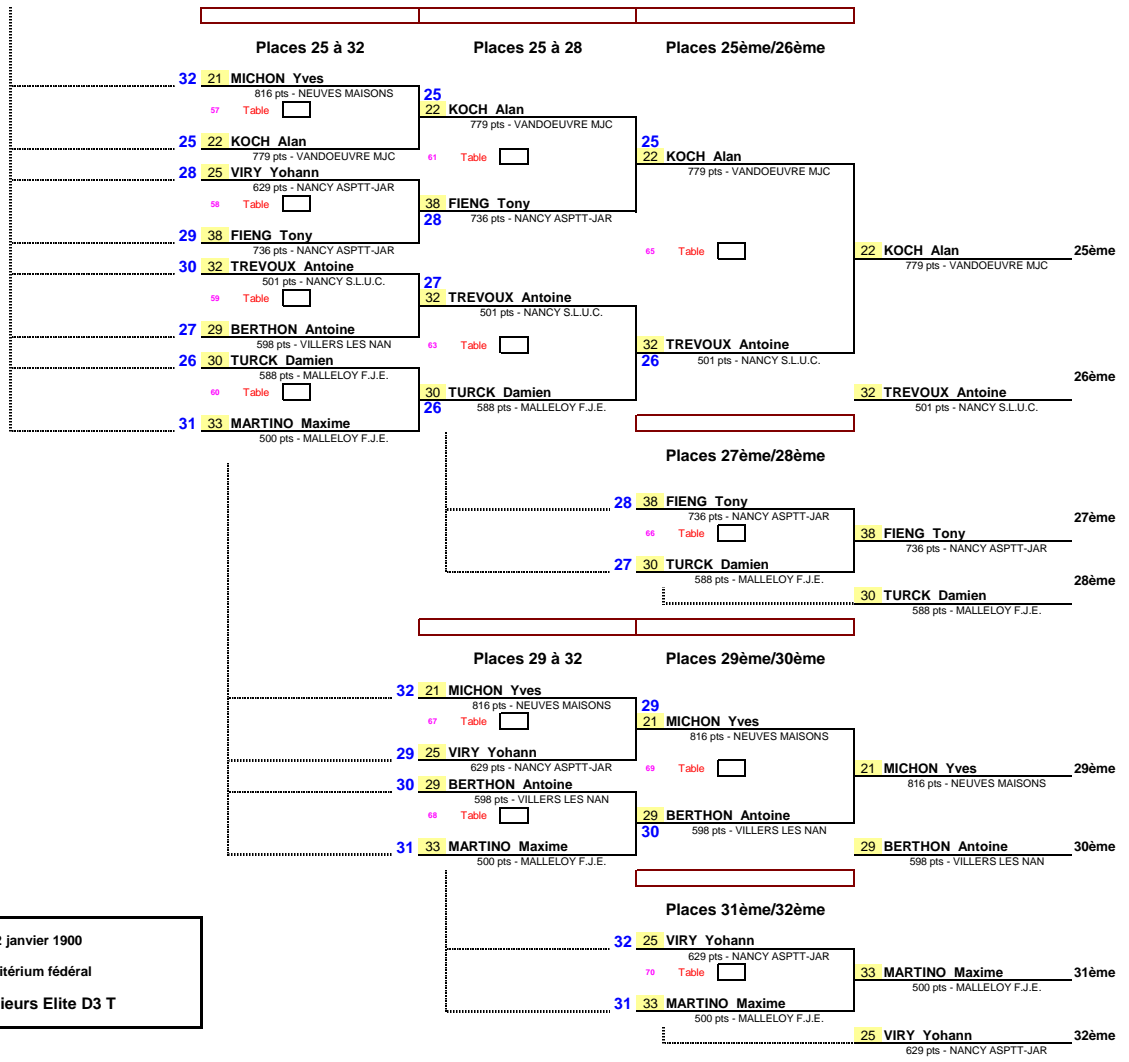 Places 25 à 32
Places 25 à 28
Places 25ème/26ème
32 21 MICHON Yves
816 pts - NEUVES MAISONS
57 Table
25 22 KOCH Alan
779 pts - VANDOEUVRE MJC
28 25 VIRY Yohann
629 pts - NANCY ASPTT-JAR
58 Table
29 38 FIENG Tony
736 pts - NANCY ASPTT-JAR
30 32 TREVOUX Antoine
501 pts - NANCY S.L.U.C.
59 Table
27 29 BERTHON Antoine
598 pts - VILLERS LES NAN
26 30 TURCK Damien
588 pts - MALLELOY F.J.E.
60 Table
31 33 MARTINO Maxime
500 pts - MALLELOY F.J.E.
25
22 KOCH Alan
779 pts - VANDOEUVRE MJC
61 Table
38 FIENG Tony
28 736 pts - NANCY ASPTT-JAR
27
32 TREVOUX Antoine
501 pts - NANCY S.L.U.C.
63 Table
30 TURCK Damien
26 588 pts - MALLELOY F.J.E.
25
22 KOCH Alan
779 pts - VANDOEUVRE MJC
65 Table
32 TREVOUX Antoine
26 501 pts - NANCY S.L.U.C.
22 KOCH Alan 25ème
779 pts - VANDOEUVRE MJC
26ème
32 TREVOUX Antoine
501 pts - NANCY S.L.U.C.
Places 27ème/28ème
28 38 FIENG Tony
736 pts - NANCY ASPTT-JAR
66 Table
27 30 TURCK Damien
588 pts - MALLELOY F.J.E.
27ème
38 FIENG Tony
736 pts - NANCY ASPTT-JAR
28ème
30 TURCK Damien
588 pts - MALLELOY F.J.E.
Places 29 à 32
Places 29ème/30ème
32 21 MICHON Yves
816 pts - NEUVES MAISONS
67 Table
29 25 VIRY Yohann
629 pts - NANCY ASPTT-JAR
30 29 BERTHON Antoine
598 pts - VILLERS LES NAN
68 Table
31 33 MARTINO Maxime
500 pts - MALLELOY F.J.E.
29
21 MICHON Yves
816 pts - NEUVES MAISONS
69 Table
29 BERTHON Antoine
30 598 pts - VILLERS LES NAN
21 MICHON Yves 29ème
816 pts - NEUVES MAISONS
29 BERTHON Antoine 30ème
598 pts - VILLERS LES NAN
Places 31ème/32ème
32 25 VIRY Yohann
629 pts - NANCY ASPTT-JAR
70 Table
31 33 MARTINO Maxime
500 pts - MALLELOY F.J.E.
33 MARTINO Maxime 31ème
500 pts - MALLELOY F.J.E.
25 VIRY Yohann 32ème
629 pts - NANCY ASPTT-JAR
janvier 1900
itérium fédéral
ieurs Elite D3 T